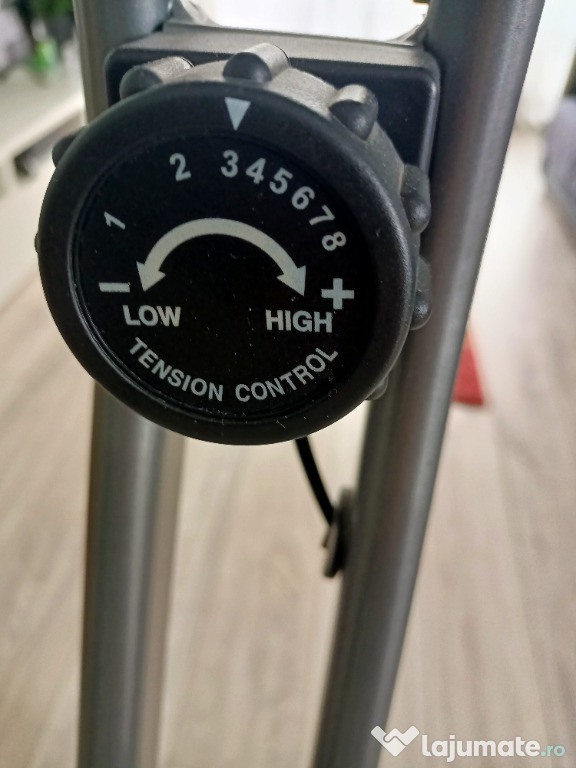 1 2 3 4 5 6 7 8
− +
LOW HIGH
TENSION CONTROL
lajumate.ro